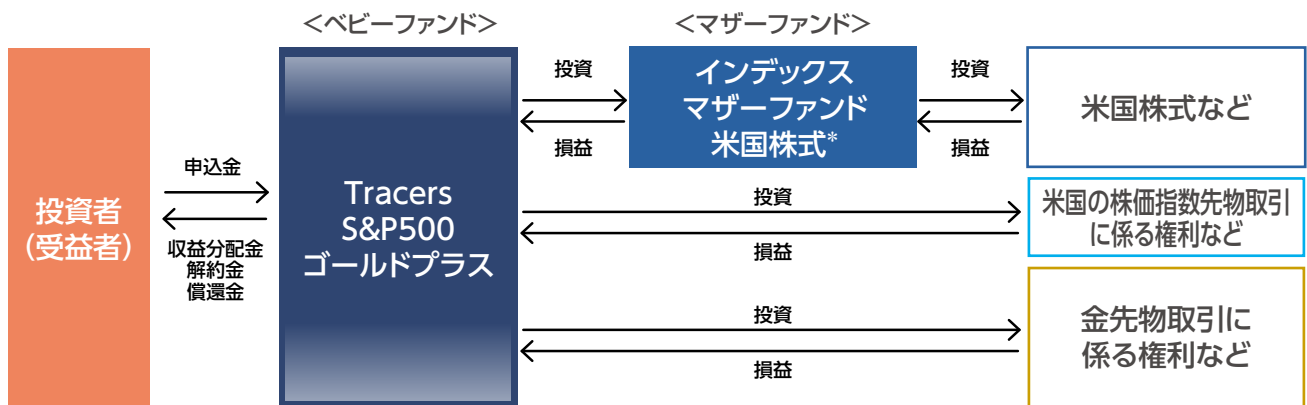 <ベビーファンド>
<マザーファンド>
投資者
(受益者)
申込金
収益分配金
解約金
償還金
Tracers
S&P500
ゴールドプラス
投資
損益
インデックス
マザーファンド
米国株式*
投資
損益
米国株式など
投資
損益
米国の株価指数先物取引
に係る権利など
投資
損益
金先物取引に
係る権利など